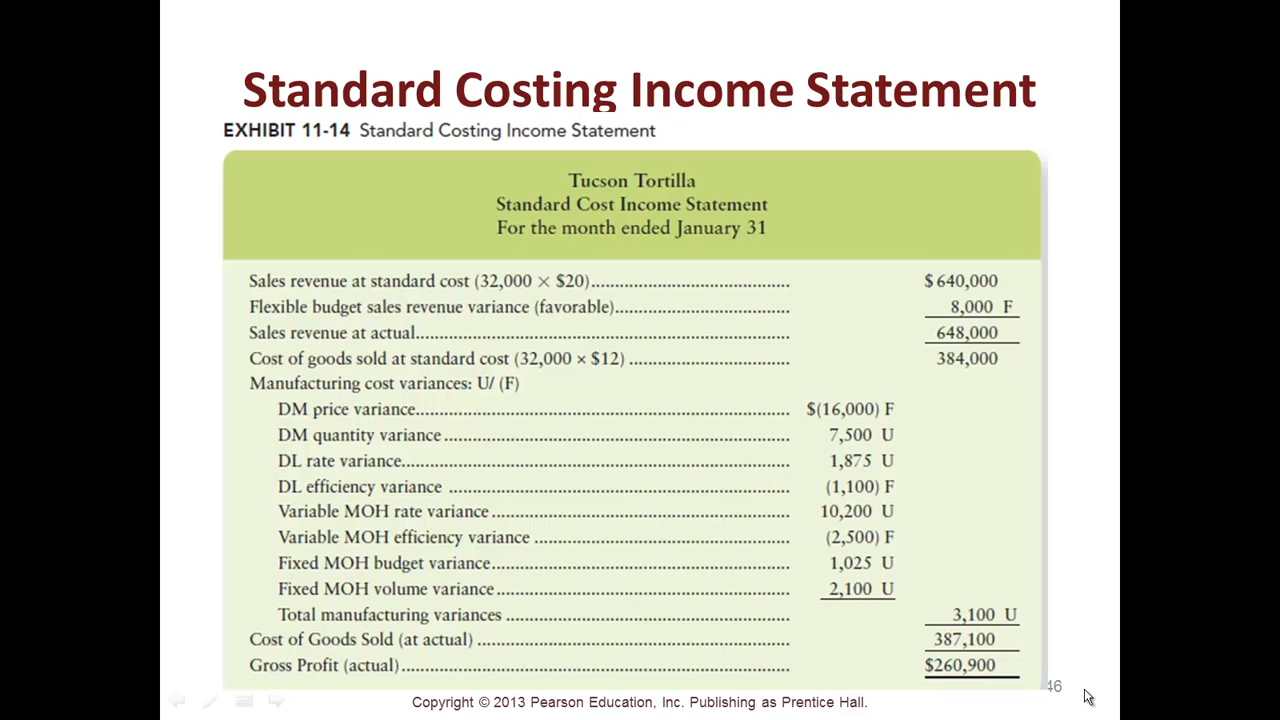 Standard Costing Income Statement
EXHIBIT 11-14 Standard Costing Income Statement
Tucson Tortilla
Standard Cost Income Statement
For the month ended January 31
Sales revenue at standard cost (32,000 × $20)........ $ 640,000
Flexible budget sales revenue variance (favorable)........ 8,000 F
Sales revenue at actual........ 648,000
Cost of goods sold at standard cost (32,000 × $12)........ 384,000
Manufacturing cost variances: U/ (F)
DM price variance........ $(16,000) F
DM quantity variance........ 7,500 U
DL rate variance........ 1,875 U
DL efficiency variance........ (1,100) F
Variable MOH rate variance........ 10,200 U
Variable MOH efficiency variance........ (2,500) F
Fixed MOH budget variance........ 1,025 U
Fixed MOH volume variance........ 2,100 U
Total manufacturing variances........ 3,100 U
Cost of Goods Sold (at actual)........ 387,100
Gross Profit (actual)........ $260,900
46
Copyright © 2013 Pearson Education, Inc. Publishing as Prentice Hall.